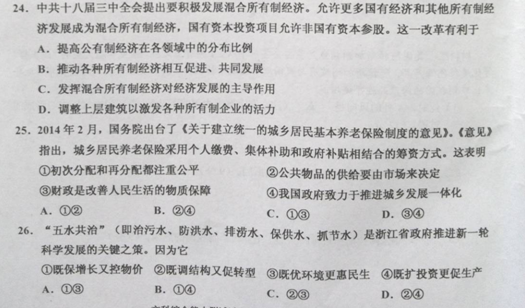 24. 中共十八届三中全会提出要积极发展混合所有制经济。允许更多国有经济和其他所有制经
济发展成为混合所有制经济，国有资本投资项目允许非国有资本参股。这一改革有利于
A. 提高公有制经济在各领域中的分布比例
B. 推动各种所有制经济相互促进、共同发展
C. 发挥混合所有制经济对经济发展的主导作用
D. 调整上层建筑以激发各种所有制企业的活力
25. 2014 年 2 月，国务院出台了《关于建立统一的城乡居民基本养老保险制度的意见》。《意见》
指出，城乡居民养老保险采用个人缴费、集体补助和政府补贴相结合的筹资方式。这表明
①初次分配和再分配都注重公平 ②公共物品的供给要由市场来决定
③财政是改善人民生活的物质保障 ④我国政府致力于推进城乡发展一体化
A. ①② B. ②④ C. ①③ D. ③④
26. “五水共治”（即治污水、防洪水、排涝水、保供水、抓节水）是浙江省政府推进新一轮
科学发展的关键之策。因为它
①既保增长又控物价 ②既调结构又促转型 ③既优环境更惠民生 ④既扩投资更促生产
A. ①③ B. ①④ C. ②③ D. ②④